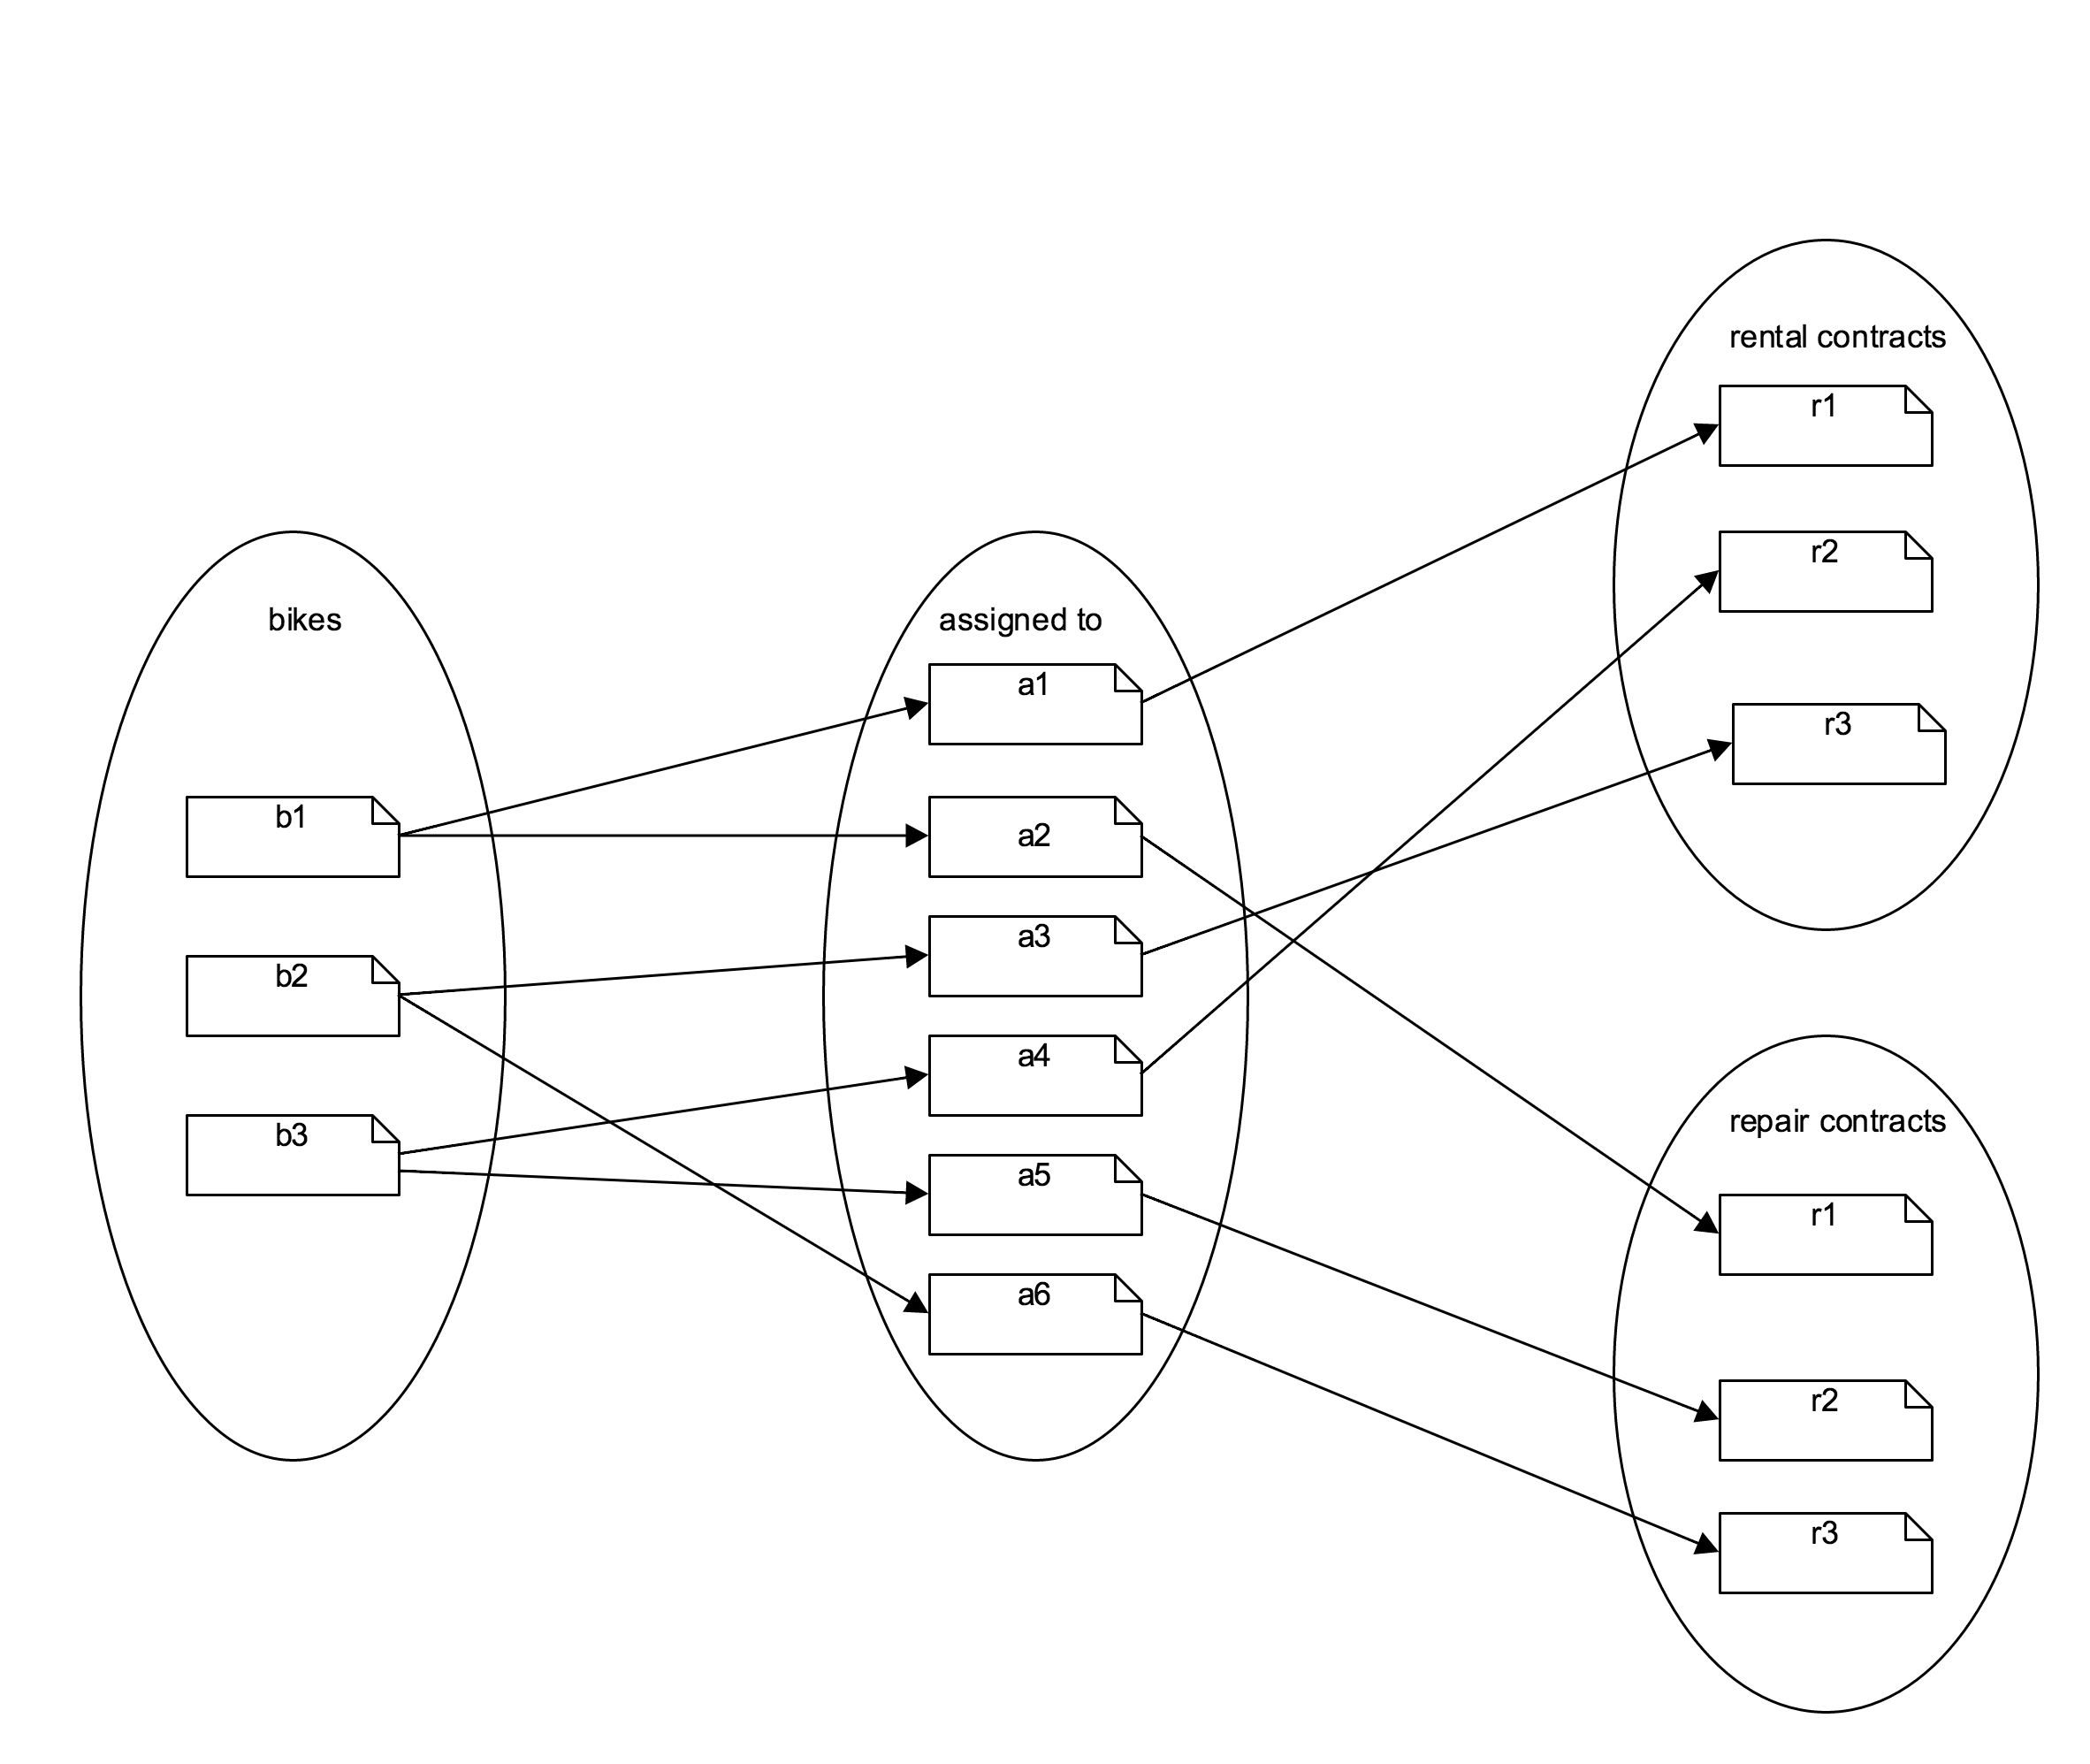 rental contracts
r1
r2
r3
bikes
b1
b2
b3
assigned to
a1
a2
a3
a4
a5
a6
repair contracts
r1
r2
r3